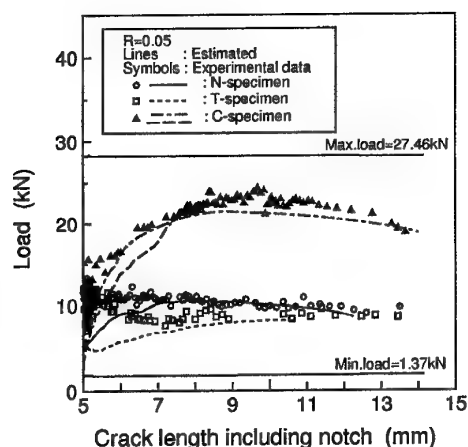 R=0.05
Lines : Estimated
Symbols : Experimental data
: N-specimen
: T-specimen
: C-specimen
Max.load=27.46kN
Min.load=1.37kN
Load (kN)
40
30
20
10
0
5
7
9
11
13
15
Crack length including notch (mm)